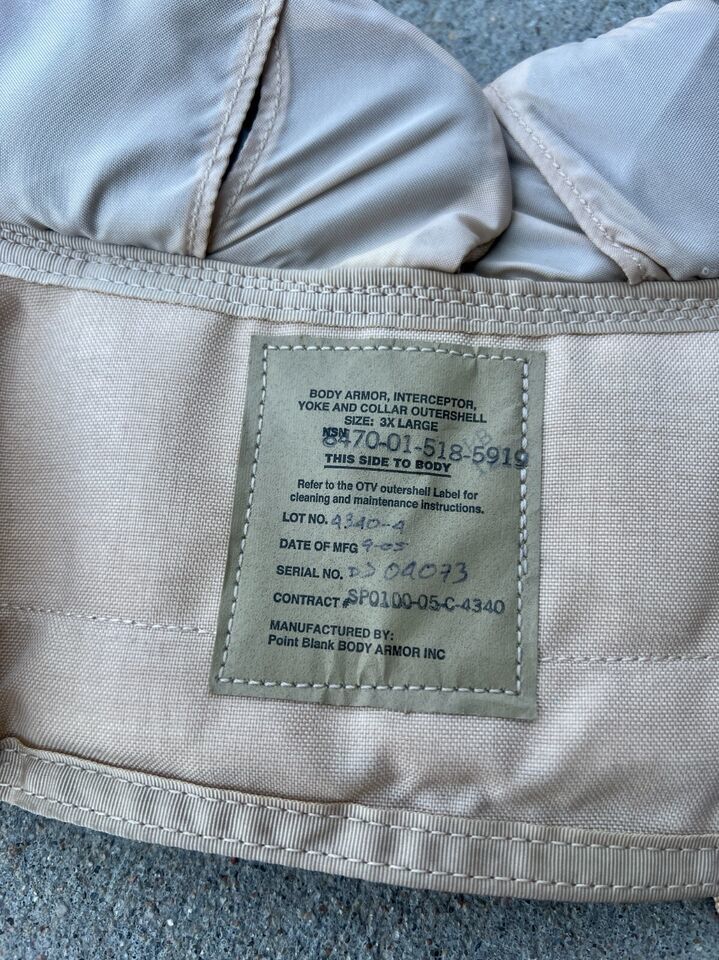 BODY ARMOR, INTERCEPTOR,
YOKE AND COLLAR OUTERSHELL
SIZE: 3X LARGE
NSN
8470-01-518-5919
THIS SIDE TO BODY
Refer to the OTV outershell Label for
cleaning and maintenance instructions.
LOT NO. 4340-4
DATE OF MFG 9-05
SERIAL NO. DJ 04073
CONTRACT # SP0100-05-C-4340
MANUFACTURED BY:
Point Blank BODY ARMOR INC